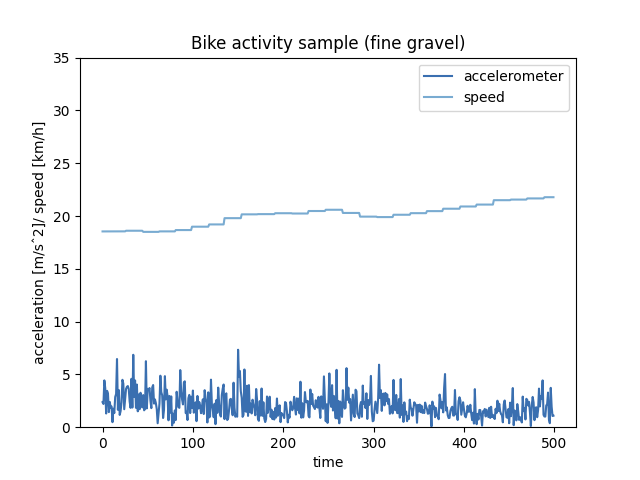 Bike activity sample (fine gravel)
accelerometer
speed
acceleration [m/s^2]/ speed [km/h]
35
30
25
20
15
10
5
0
0 100 200 300 400 500
time